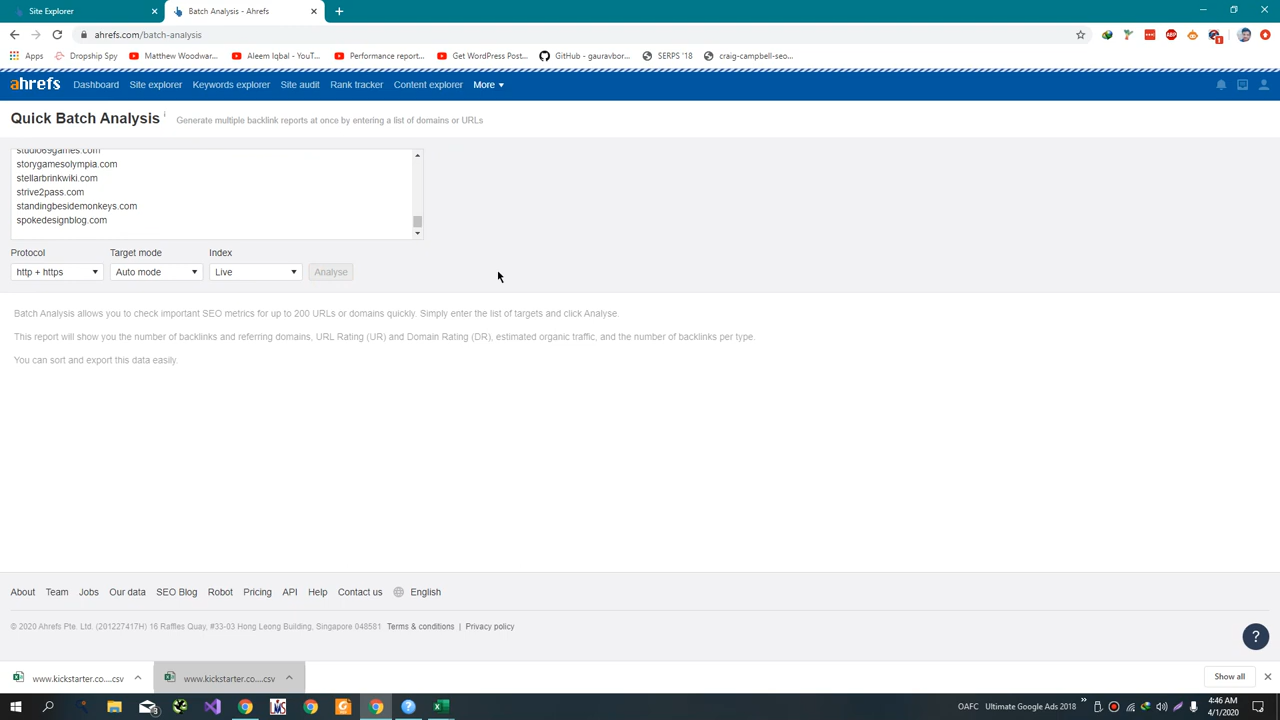 Site Explorer
Batch Analysis - Ahrefs
ahrefs.com/batch-analysis
Apps
Dropship Spy
Matthew Woodwar...
Aleem Iqbal - YouT...
Performance report...
Get WordPress Post...
GitHub - gauravbor...
SERPS '18
craig-campbell-seo...
ahrefs
Dashboard
Site explorer
Keywords explorer
Site audit
Rank tracker
Content explorer
More
Quick Batch Analysis i
Generate multiple backlink reports at once by entering a list of domains or URLs
studio69games.com
storygamesolympia.com
stellarbrinkwiki.com
strive2pass.com
standingbesidemonkeys.com
spokedesignblog.com
Protocol
Target mode
Index
http + https
Auto mode
Live
Analyse
Batch Analysis allows you to check important SEO metrics for up to 200 URLs or domains quickly. Simply enter the list of targets and click Analyse.
This report will show you the number of backlinks and referring domains, URL Rating (UR) and Domain Rating (DR), estimated organic traffic, and the number of backlinks per type.
You can sort and export this data easily.
About
Team
Jobs
Our data
SEO Blog
Robot
Pricing
API
Help
Contact us
English
© 2020 Ahrefs Pte. Ltd. (201227417H) 16 Raffles Quay, #33-03 Hong Leong Building, Singapore 048581
Terms & conditions | Privacy policy
?
www.kickstarter.co....csv
www.kickstarter.co....csv
Show all
OAFC
Ultimate Google Ads 2018
4:46 AM
4/1/2020